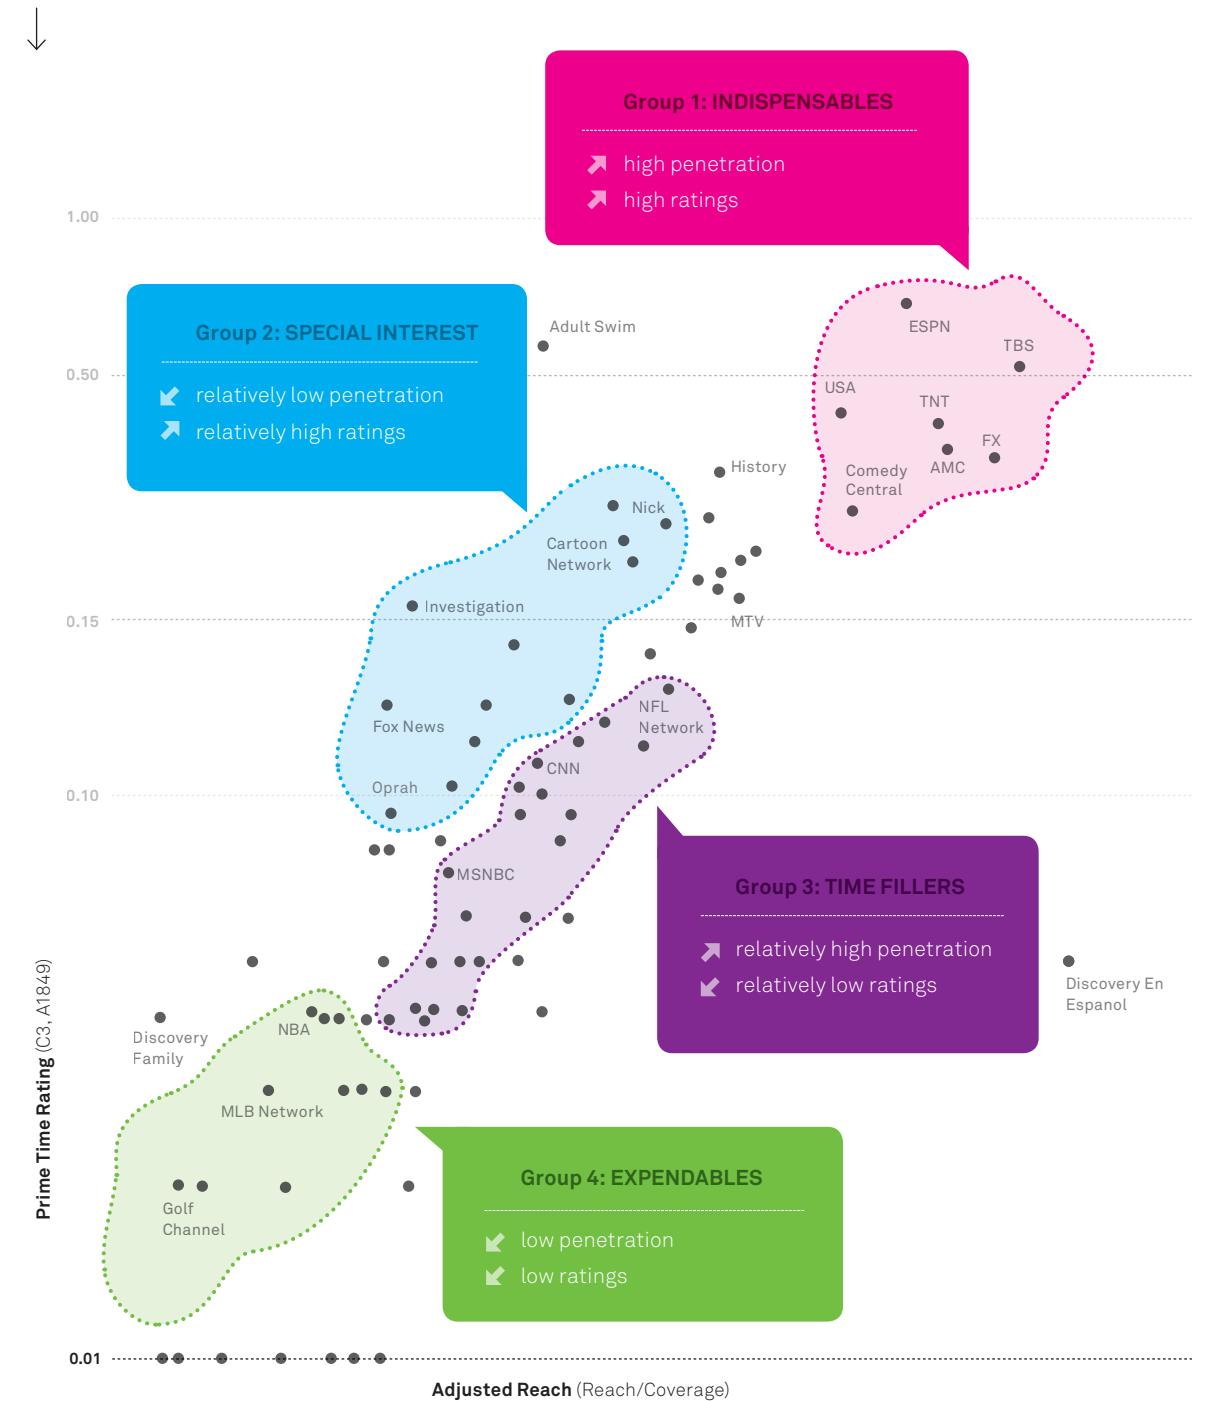 Group 1: INDISPENSABLES
high penetration
high ratings
1.00
Group 2: SPECIAL INTEREST
relatively low penetration
relatively high ratings
Adult Swim
ESPN
TBS
0.50
USA
TNT
FX
AMC
Comedy
Central
History
Nick
Cartoon
Network
Investigation
0.15
MTV
NFL
Network
Fox News
CNN
Oprah
0.10
MSNBC
Group 3: TIME FILLERS
relatively high penetration
relatively low ratings
Discovery En
Espanol
NBA
Discovery
Family
MLB Network
Prime Time Rating (C3, A1849)
Group 4: EXPENDABLES
low penetration
low ratings
Golf
Channel
0.01
Adjusted Reach (Reach/Coverage)